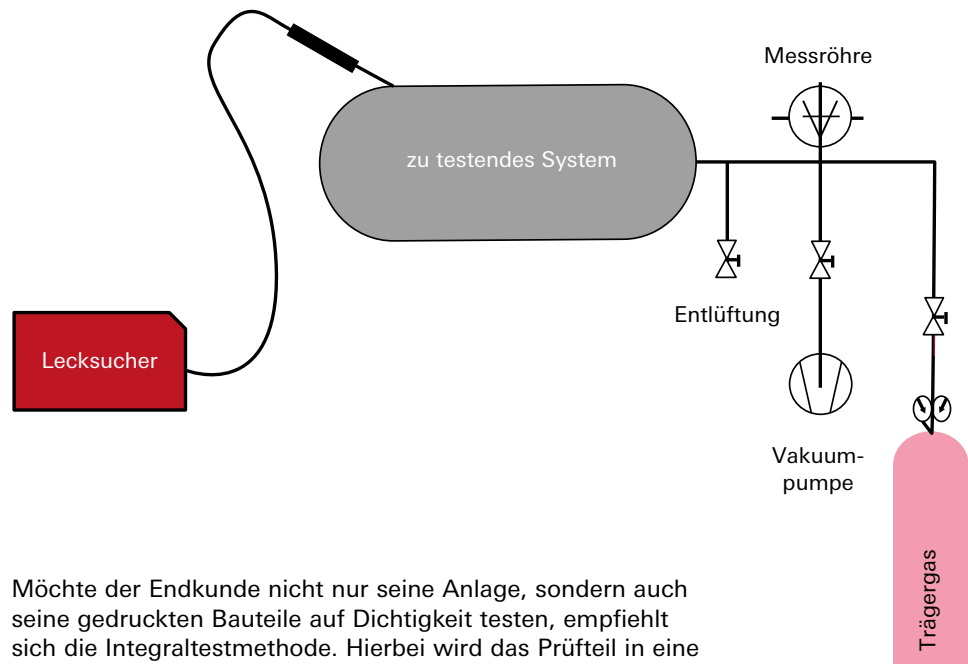 Messröhre
zu testendes System
Entlüftung
Lecksucher
Vakuum-
pumpe
Trägergas
Möchte der Endkunde nicht nur seine Anlage, sondern auch
seine gedruckten Bauteile auf Dichtigkeit testen, empfiehlt
sich die Integraltestmethode. Hierbei wird das Prüfteil in eine